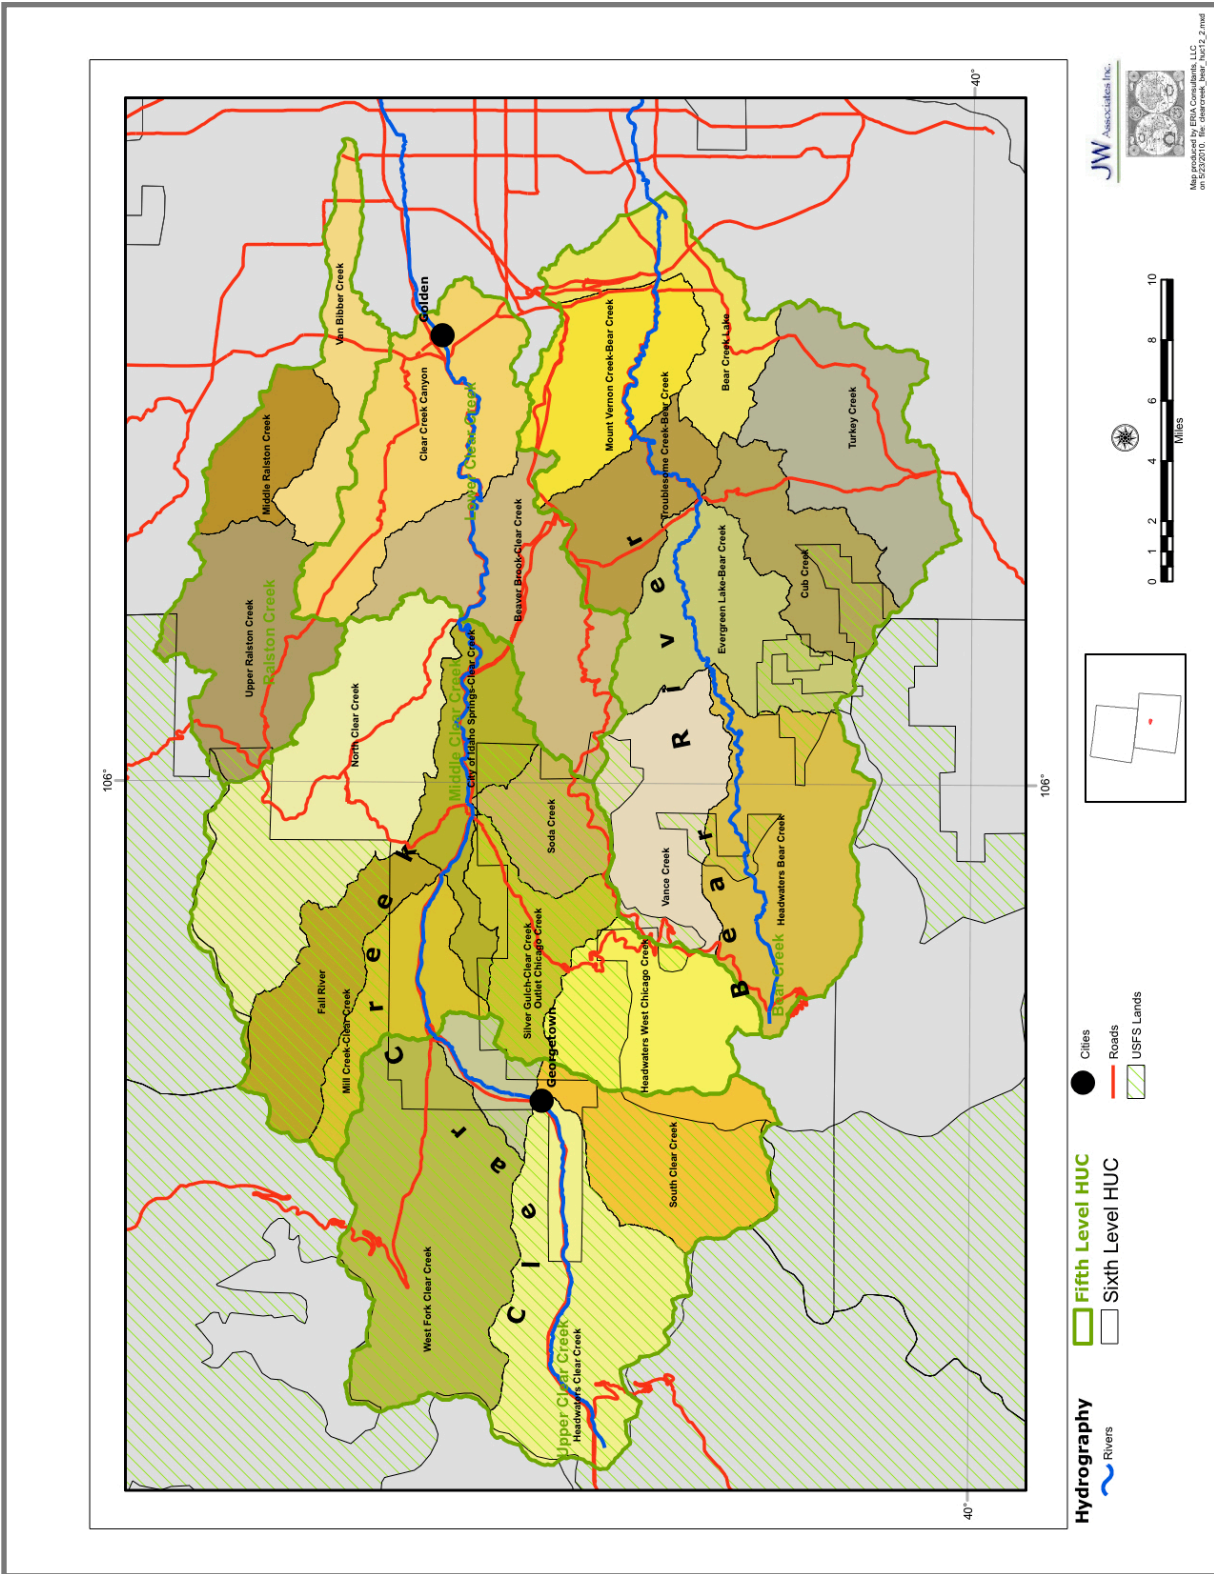 40°
40°
106°
106°
Van Bibber Creek
Golden
Middle Ralston Creek
Clear Creek Canyon
Lower Clear Creek
Mount Vernon Creek-Bear Creek
Bear Creek Lake
Troublesome Creek-Bear Creek
Turkey Creek
Upper Ralston Creek
Ralston Creek
Beaver Brook-Clear Creek
Evergreen Lake-Bear Creek
Cub Creek
North Clear Creek
Middle Clear Creek
City of Idaho Springs-Clear Creek
Soda Creek
Vance Creek
Headwaters Bear Creek
Bear Creek
Bear River
Fall River
Mill Creek-Clear Creek
Silver Gulch-Clear Creek
Outlet Chicago Creek
Headwaters West Chicago Creek
Georgetown
South Clear Creek
West Fork Clear Creek
Clear Creek
Upper Clear Creek
Headwaters Clear Creek
Hydrography
Rivers
Fifth Level HUC
Sixth Level HUC
Cities
Roads
USFS Lands
0 1 2 4 6 8 10
Miles
JW Associates Inc.
Map produced by ERIA Consultants, LLC
on 5/23/2010. file: clearcreek_bear_huc12_2.mxd